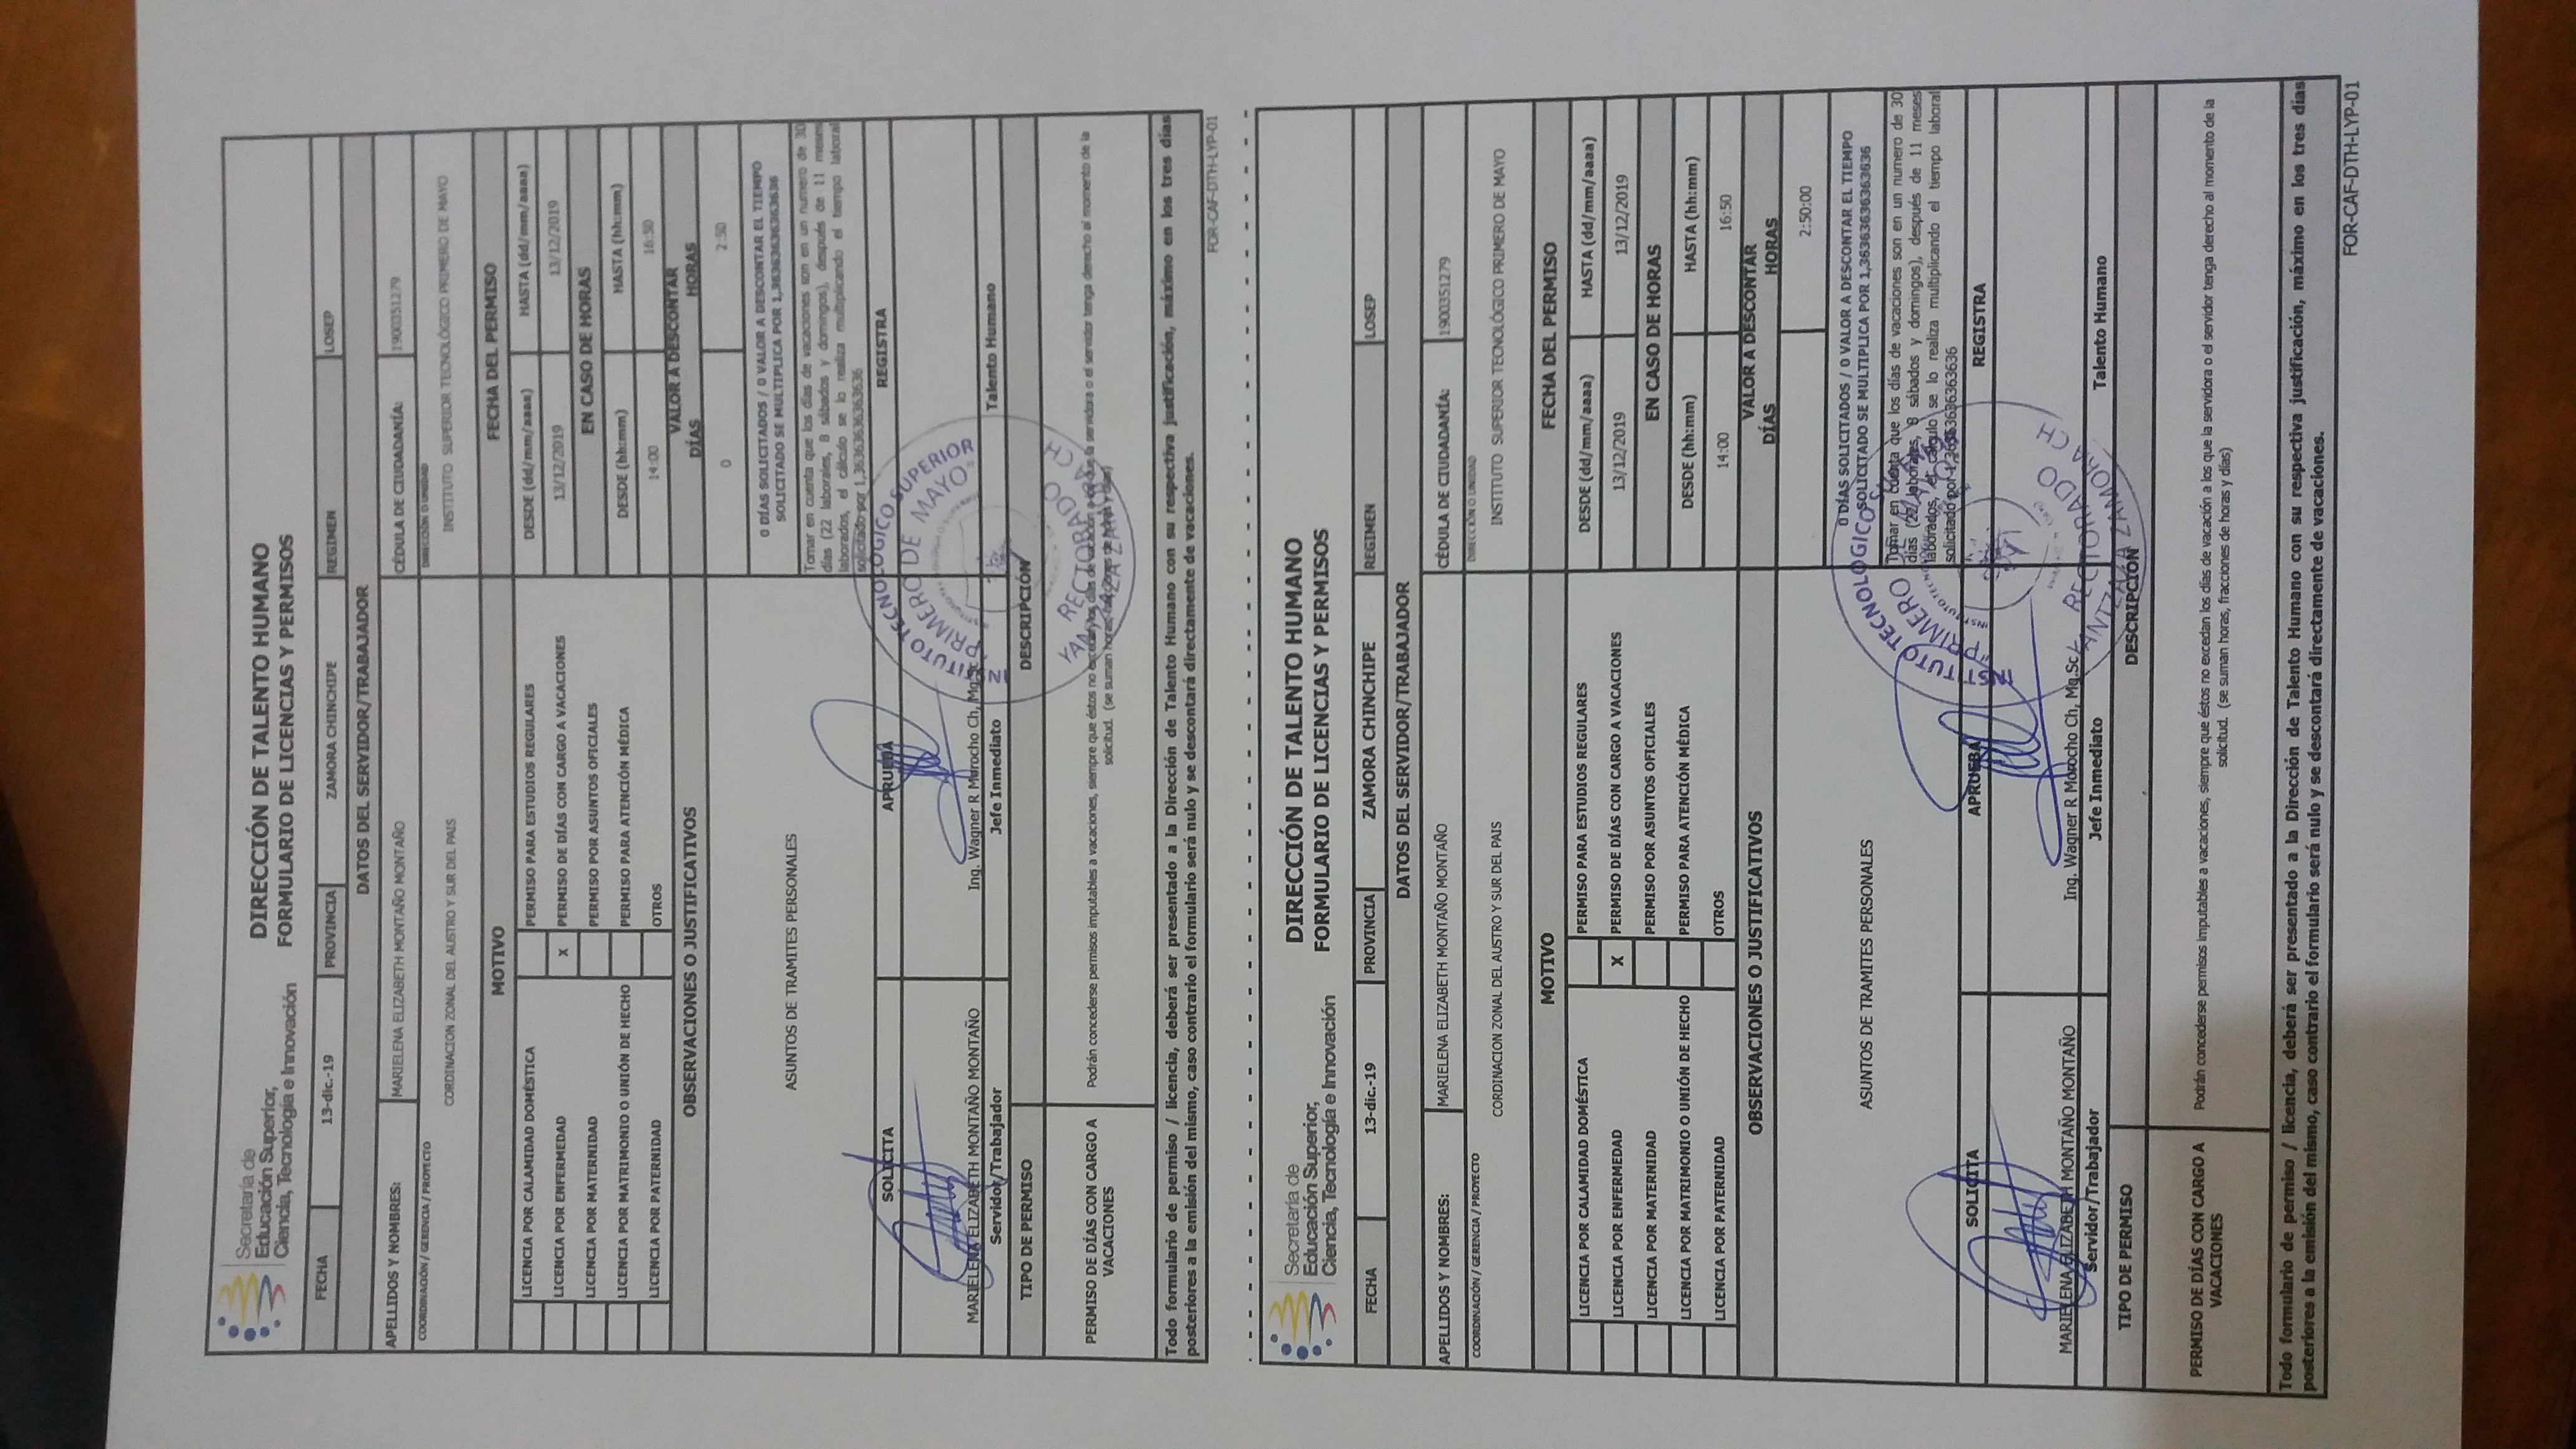 Secretaría de
Educación Superior,
Ciencia, Tecnología e Innovación
DIRECCIÓN DE TALENTO HUMANO
FORMULARIO DE LICENCIAS Y PERMISOS
FECHA 13-dic.-19 PROVINCIA ZAMORA CHINCHIPE REGIMEN LOSEP
DATOS DEL SERVIDOR/TRABAJADOR
APELLIDOS Y NOMBRES: MARIELENA ELIZABETH MONTAÑO MONTAÑO CÉDULA DE CIUDADANÍA: 1900351279
COORDINACIÓN / GERENCIA / PROYECTO DIRECCIÓN O UNIDAD
CORDINACION ZONAL DEL AUSTRO Y SUR DEL PAIS INSTITUTO SUPERIOR TECNOLÓGICO PRIMERO DE MAYO
MOTIVO FECHA DEL PERMISO
LICENCIA POR CALAMIDAD DOMÉSTICA PERMISO PARA ESTUDIOS REGULARES DESDE (dd/mm/aaaa) HASTA (dd/mm/aaaa)
LICENCIA POR ENFERMEDAD x PERMISO DE DÍAS CON CARGO A VACACIONES 13/12/2019 13/12/2019
LICENCIA POR MATERNIDAD PERMISO POR ASUNTOS OFICIALES EN CASO DE HORAS
LICENCIA POR MATRIMONIO O UNIÓN DE HECHO PERMISO PARA ATENCIÓN MÉDICA DESDE (hh:mm) HASTA (hh:mm)
LICENCIA POR PATERNIDAD OTROS 14:00 16:50
OBSERVACIONES O JUSTIFICATIVOS VALOR A DESCONTAR
DÍAS HORAS
0 2:50
ASUNTOS DE TRAMITES PERSONALES
0 DÍAS SOLICITADOS / O VALOR A DESCONTAR EL TIEMPO
SOLICITADO SE MULTIPLICA POR 1,36363636363636
Tomar en cuenta que los días de vacaciones son en un numero de 30
días (22 laborales, 8 sábados y domingos), después de 11 meses
laborados, el cálculo se lo realiza multiplicando el tiempo laboral
solicitado por 1,36363636363636
SOLICITA APRUEBA REGISTRA
MARIELENA ELIZABETH MONTAÑO MONTAÑO Ing. Wagner R Morocho Ch, Mg.Sc
Servidor/Trabajador Jefe Inmediato Talento Humano
INSTITUTO TECNOLOGICO SUPERIOR
"PRIMERO DE MAYO"
RECTORADO
TIPO DE PERMISO DESCRIPCIÓN
PERMISO DE DÍAS CON CARGO A
VACACIONES
Podrán concederse permisos imputables a vacaciones, siempre que éstos no excedan los días de vacación a los que la servidora o el servidor tenga derecho al momento de la
solicitud. (se suman horas, fracciones de horas y días)
Todo formulario de permiso / licencia, deberá ser presentado a la Dirección de Talento Humano con su respectiva justificación, máximo en los tres días
posteriores a la emisión del mismo, caso contrario el formulario será nulo y se descontará directamente de vacaciones.
FOR-CAF-DTH-LYP-01
Secretaría de
Educación Superior,
Ciencia, Tecnología e Innovación
DIRECCIÓN DE TALENTO HUMANO
FORMULARIO DE LICENCIAS Y PERMISOS
FECHA 13-dic.-19 PROVINCIA ZAMORA CHINCHIPE REGIMEN LOSEP
DATOS DEL SERVIDOR/TRABAJADOR
APELLIDOS Y NOMBRES: MARIELENA ELIZABETH MONTAÑO MONTAÑO CÉDULA DE CIUDADANÍA: 1900351279
COORDINACIÓN / GERENCIA / PROYECTO DIRECCIÓN O UNIDAD
CORDINACION ZONAL DEL AUSTRO Y SUR DEL PAIS INSTITUTO SUPERIOR TECNOLÓGICO PRIMERO DE MAYO
MOTIVO FECHA DEL PERMISO
LICENCIA POR CALAMIDAD DOMÉSTICA PERMISO PARA ESTUDIOS REGULARES DESDE (dd/mm/aaaa) HASTA (dd/mm/aaaa)
LICENCIA POR ENFERMEDAD X PERMISO DE DÍAS CON CARGO A VACACIONES 13/12/2019 13/12/2019
LICENCIA POR MATERNIDAD PERMISO POR ASUNTOS OFICIALES EN CASO DE HORAS
LICENCIA POR MATRIMONIO O UNIÓN DE HECHO PERMISO PARA ATENCIÓN MÉDICA DESDE (hh:mm) HASTA (hh:mm)
LICENCIA POR PATERNIDAD OTROS 14:00 16:50
OBSERVACIONES O JUSTIFICATIVOS VALOR A DESCONTAR
DÍAS HORAS
2:50:00
ASUNTOS DE TRAMITES PERSONALES
0 DÍAS SOLICITADOS / O VALOR A DESCONTAR EL TIEMPO
SOLICITADO SE MULTIPLICA POR 1,36363636363636
Tomar en cuenta que los días de vacaciones son en un numero de 30
días (22 laborales, 8 sábados y domingos), después de 11 meses
laborados, el cálculo se lo realiza multiplicando el tiempo laboral
solicitado por 1,36363636363636
SOLICITA APRUEBA REGISTRA
MARIELENA ELIZABETH MONTAÑO MONTAÑO Ing. Wagner R Morocho Ch, Mg.Sc
Servidor/Trabajador Jefe Inmediato Talento Humano
INSTITUTO TECNOLOGICO
"PRIMERO
RECTORADO
ZAMORA CH
TIPO DE PERMISO DESCRIPCIÓN
PERMISO DE DÍAS CON CARGO A
VACACIONES
Podrán concederse permisos imputables a vacaciones, siempre que éstos no excedan los días de vacación a los que la servidora o el servidor tenga derecho al momento de la
solicitud. (se suman horas, fracciones de horas y días)
Todo formulario de permiso / licencia, deberá ser presentado a la Dirección de Talento Humano con su respectiva justificación, máximo en los tres días
posteriores a la emisión del mismo, caso contrario el formulario será nulo y se descontará directamente de vacaciones.
FOR-CAF-DTH-LYP-01